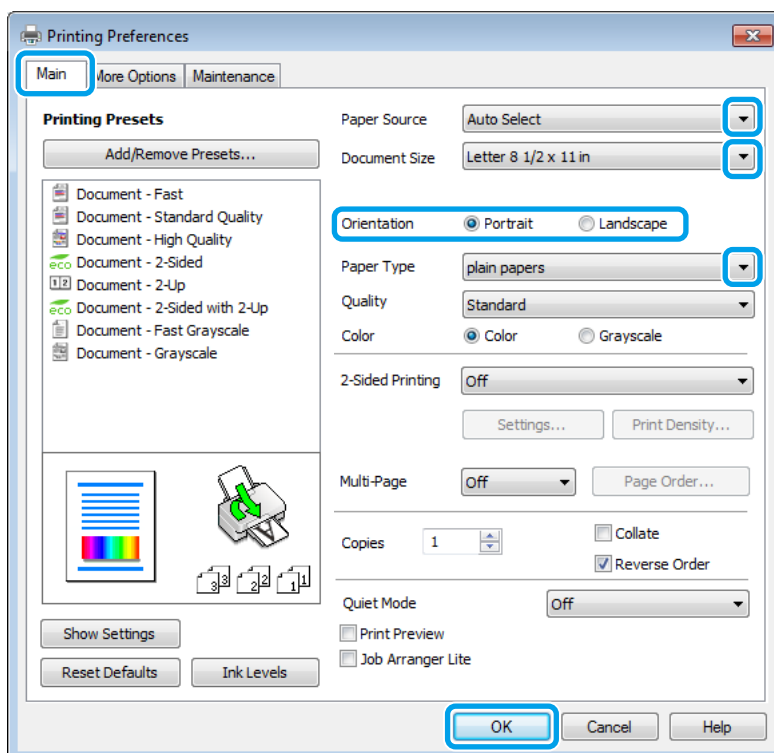 Printing Preferences
Main More Options Maintenance
Printing Presets
Add/Remove Presets...
Document - Fast
Document - Standard Quality
Document - High Quality
eco Document - 2-Sided
1 2 Document - 2-Up
eco Document - 2-Sided with 2-Up
Document - Fast Grayscale
Document - Grayscale
3 3 2 2 1 1
Show Settings
Reset Defaults Ink Levels
Paper Source Auto Select
Document Size Letter 8 1/2 x 11 in
Orientation Portrait Landscape
Paper Type plain papers
Quality Standard
Color Color Grayscale
2-Sided Printing Off
Settings... Print Density...
Multi-Page Off Page Order...
Copies 1 Collate
Reverse Order
Quiet Mode Off
Print Preview
Job Arranger Lite
OK Cancel Help